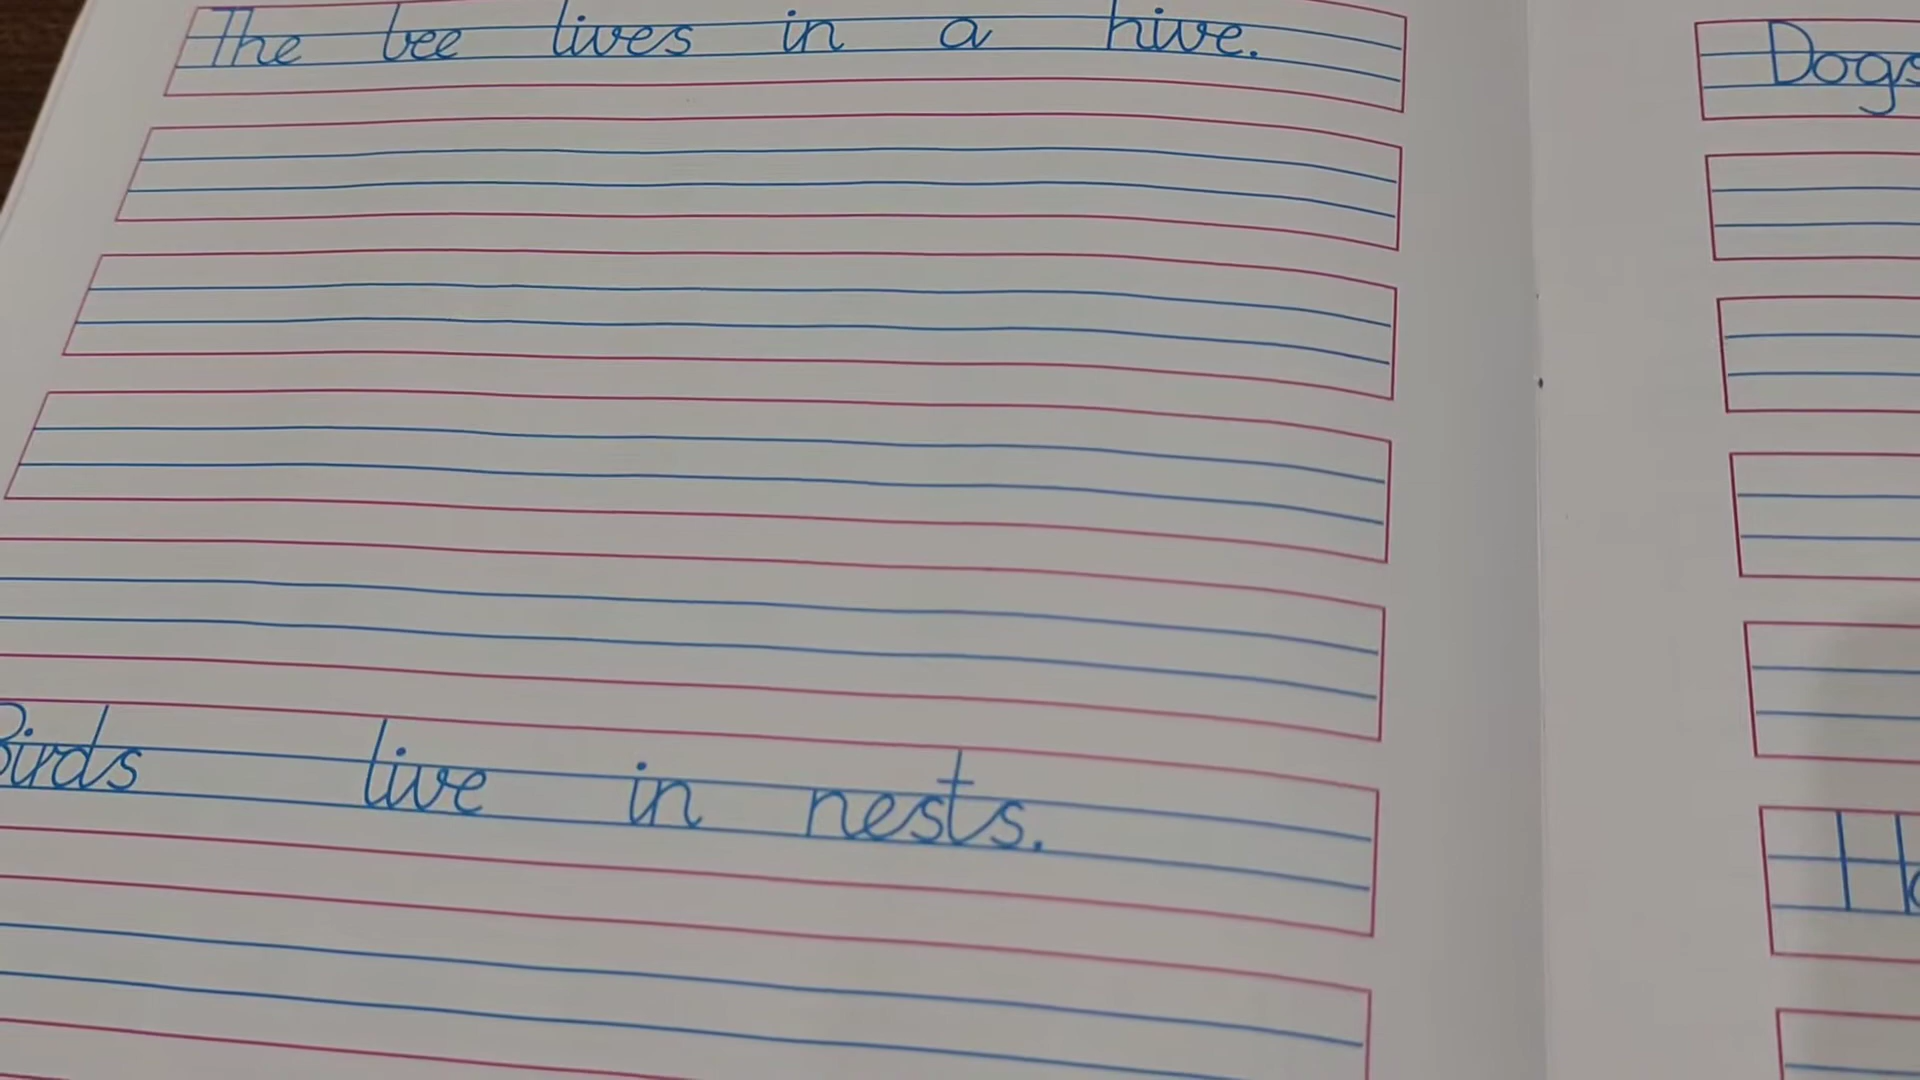 The bee lives in a hive.
Birds live in nests.
Dogs